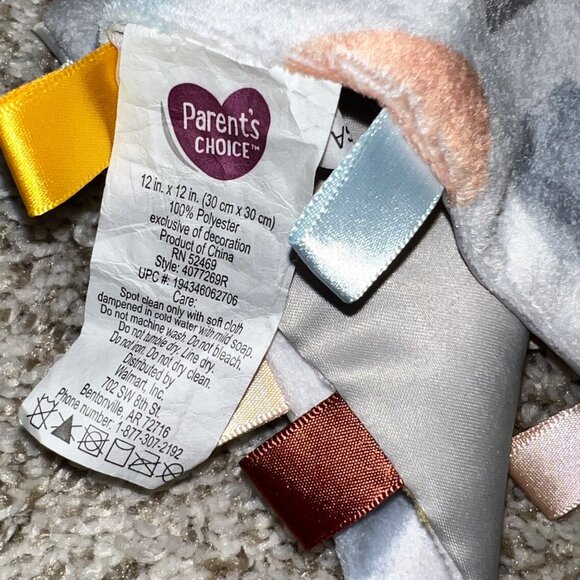 Parent's
CHOICE™
12 in. x 12 in. (30 cm x 30 cm)
100% Polyester
exclusive of decoration
Product of China
RN 52469
Style: 4077269R
UPC #: 194346062706
Care:
Spot clean only with soft cloth
dampened in cold water with mild soap.
Do not machine wash. Do not bleach.
Do not tumble dry. Line dry.
Do not iron. Do not dry clean.
Distributed by
Walmart, Inc.
702 SW 8th St.
Bentonville, AR 72716
Phone number: 1-877-307-2192